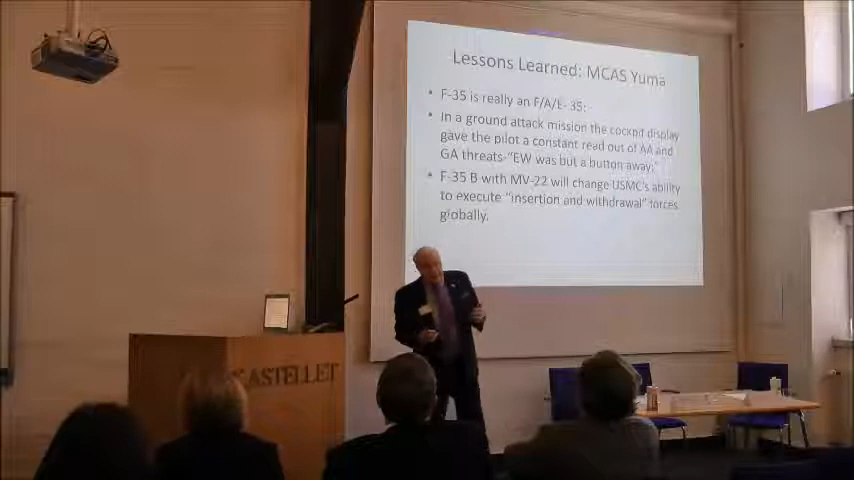 Lessons Learned: MCAS Yuma
• F-35 is really an F/A/E- 35:
• In a ground attack mission the cockpit display
gave the pilot a constant read out of AA and
GA threats-"EW was but a button away:"
• F-35 B with MV-22 will change USMC's ability
to execute "insertion and withdrawal" forces
globally.
KASTELLET